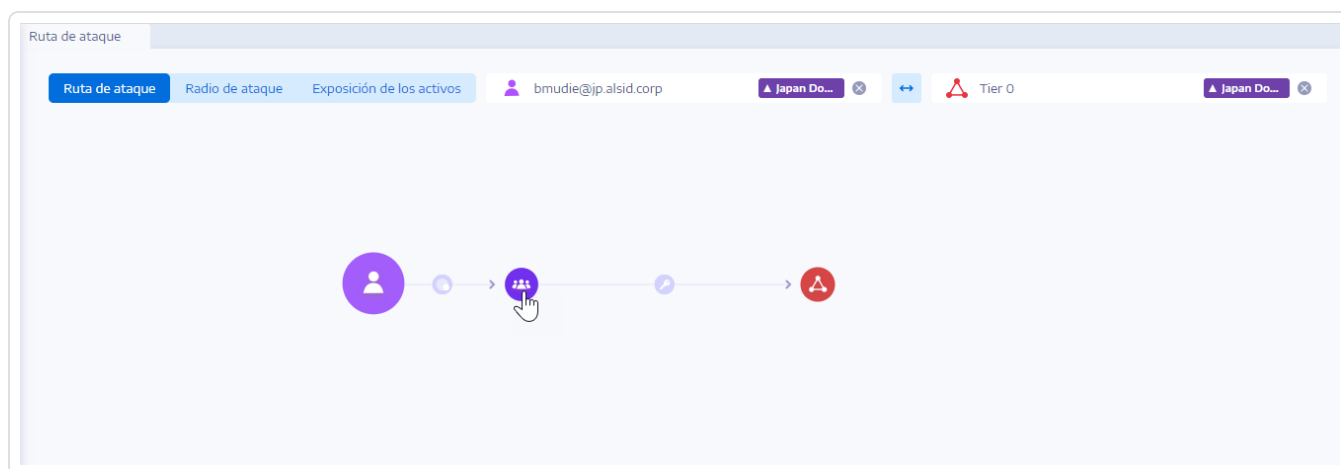 Ruta de ataque
Ruta de ataque Radio de ataque Exposición de los activos bmudie@jp.alsid.corp Japan Do... Tier 0 Japan Do...